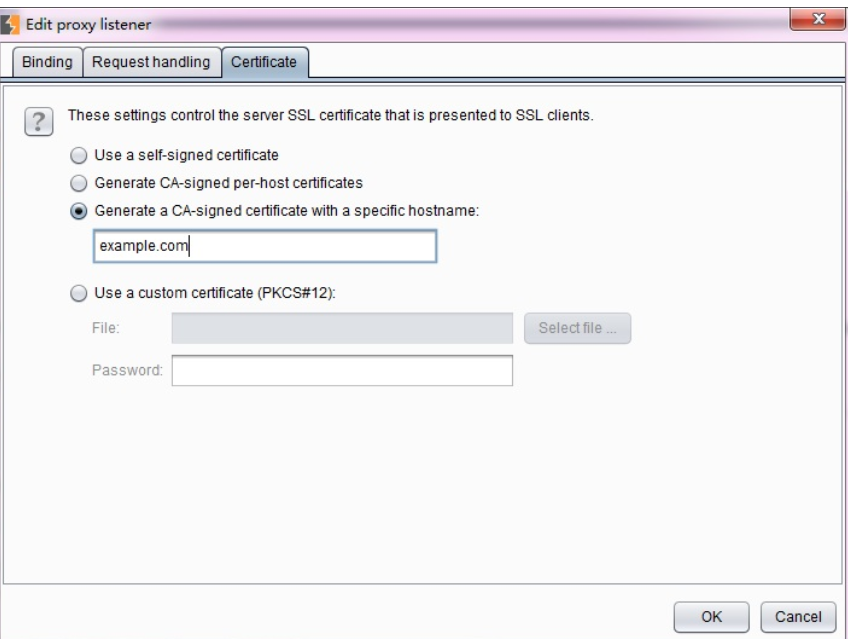 Edit proxy listener
x
Binding Request handling Certificate
? These settings control the server SSL certificate that is presented to SSL clients.
Use a self-signed certificate
Generate CA-signed per-host certificates
Generate a CA-signed certificate with a specific hostname:
example.com
Use a custom certificate (PKCS#12):
File: Select file ...
Password:
OK Cancel